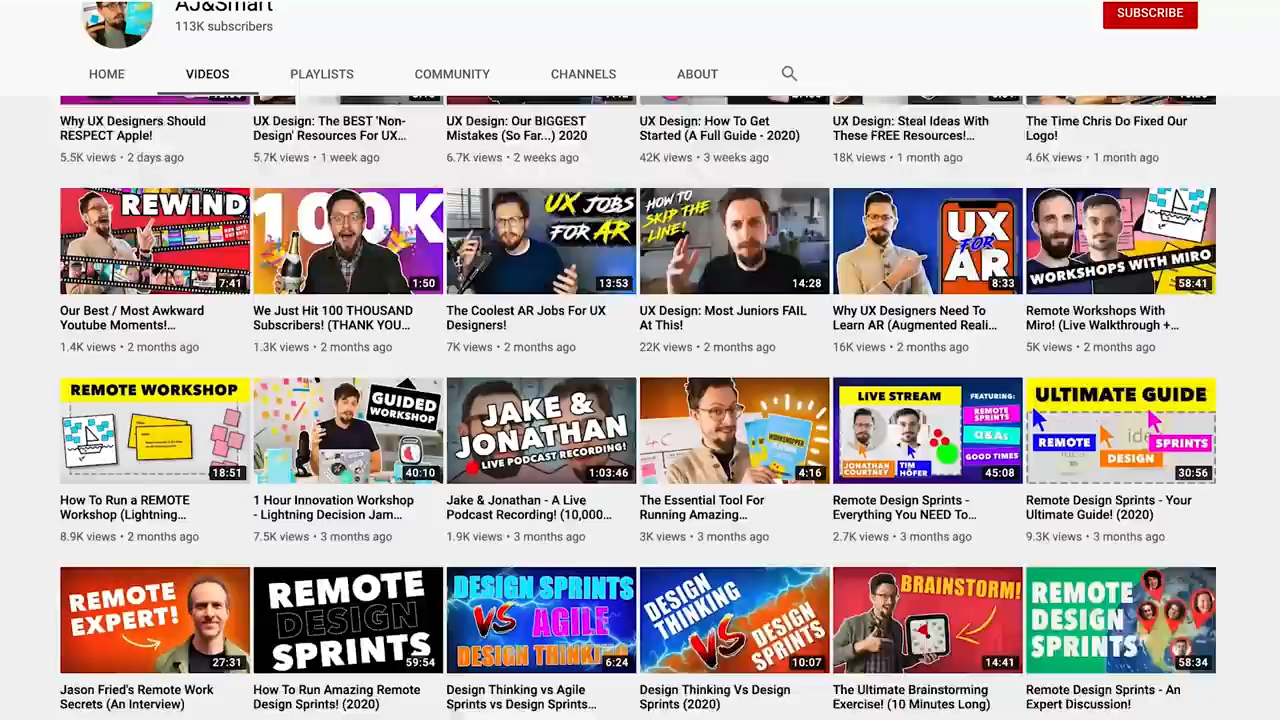 AJ&Smart
113K subscribers
SUBSCRIBE
HOME
VIDEOS
PLAYLISTS
COMMUNITY
CHANNELS
ABOUT
Why UX Designers Should
RESPECT Apple!
5.5K views • 2 days ago
UX Design: The BEST 'Non-
Design' Resources For UX...
5.7K views • 1 week ago
UX Design: Our BIGGEST
Mistakes (So Far...) 2020
6.7K views • 2 weeks ago
UX Design: How To Get
Started (A Full Guide - 2020)
42K views • 3 weeks ago
UX Design: Steal Ideas With
These FREE Resources!...
18K views • 1 month ago
The Time Chris Do Fixed Our
Logo!
4.6K views • 1 month ago
REWIND
7:41
Our Best / Most Awkward
Youtube Moments!...
1.4K views • 2 months ago
100K
1:50
We Just Hit 100 THOUSAND
Subscribers! (THANK YOU...
1.3K views • 2 months ago
UX JOBS
FOR AR
13:53
The Coolest AR Jobs For UX
Designers!
7K views • 2 months ago
HOW TO
SKIP THE
LINE!
14:28
UX Design: Most Juniors FAIL
At This!
22K views • 2 months ago
UX
FOR
AR
8:33
Why UX Designers Need To
Learn AR (Augmented Reali...
16K views • 2 months ago
WORKSHOPS WITH MIRO
58:41
Remote Workshops With
Miro! (Live Walkthrough +...
5K views • 2 months ago
REMOTE WORKSHOP
18:51
How To Run a REMOTE
Workshop (Lightning...
8.9K views • 2 months ago
GUIDED
WORKSHOP
40:10
1 Hour Innovation Workshop
- Lightning Decision Jam...
7.5K views • 3 months ago
JAKE &
JONATHAN
LIVE PODCAST RECORDING!
1:03:46
Jake & Jonathan - A Live
Podcast Recording! (10,000...
1.9K views • 3 months ago
4C
WORKSHOPPER
4:16
The Essential Tool For
Running Amazing...
3K views • 3 months ago
LIVE STREAM
FEATURING:
REMOTE
SPRINTS
Q&As
GOOD TIMES
JONATHAN
COURTNEY
TIM
HÖFER
45:08
Remote Design Sprints -
Everything You NEED To...
2.7K views • 3 months ago
ULTIMATE GUIDE
REMOTE
DESIGN
SPRINTS
30:56
Remote Design Sprints - Your
Ultimate Guide! (2020)
9.3K views • 3 months ago
REMOTE
EXPERT!
27:31
Jason Fried's Remote Work
Secrets (An Interview)
REMOTE
DESIGN
SPRINTS
59:54
How To Run Amazing Remote
Design Sprints! (2020)
DESIGN SPRINTS
VS AGILE
DESIGN THINKING
6:24
Design Thinking vs Agile
Sprints vs Design Sprints...
DESIGN
THINKING
VS
DESIGN
SPRINTS
10:07
Design Thinking Vs Design
Sprints (2020)
BRAINSTORM!
14:41
The Ultimate Brainstorming
Exercise! (10 Minutes Long)
REMOTE
DESIGN
SPRINTS
58:34
Remote Design Sprints - An
Expert Discussion!